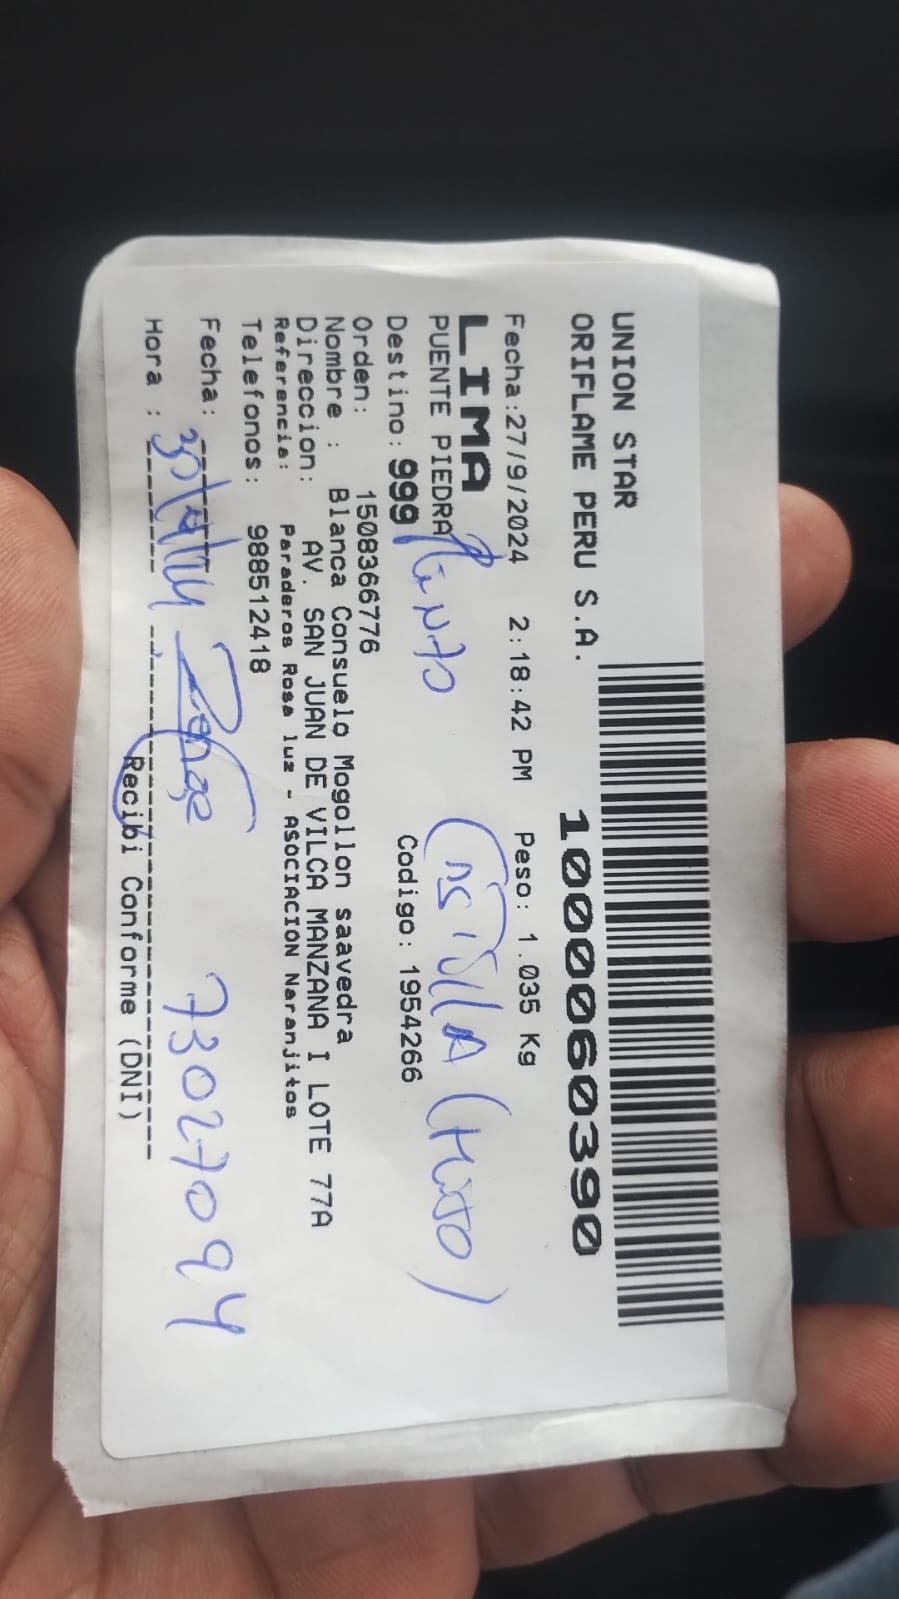 UNION STAR
ORIFLAME PERU S.A. 1000060390
Fecha:27/9/2024 2:18:42 PM Peso: 1.035 Kg
LIMA
PUENTE PIEDRA
Destino: 999 Codigo: 1954266
Orden: 150836676
Nombre : Blanca Consuelo Mogollon saavedra
Direccion: AV. SAN JUAN DE VILCA MANZANA I LOTE 77A
Referencia: Paraderos Rosa luz - ASOCIACION Naranjitos
Telefonos: 988512418
Fecha:
73027094
Hora :
Recibi Conforme (DNI)